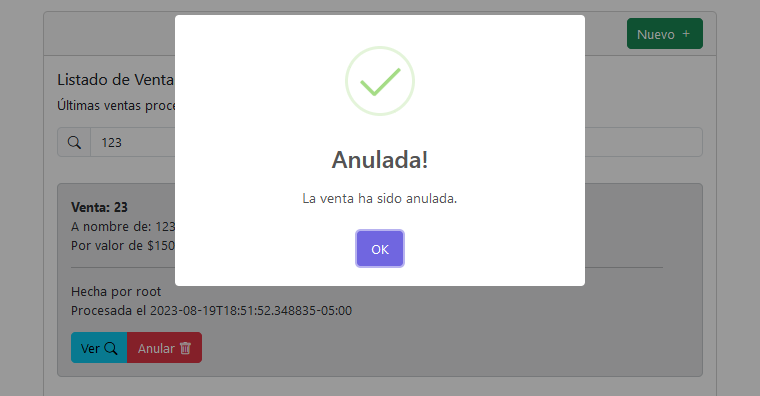 Nuevo +
Listado de Venta
Últimas ventas proce
123
Anulada!
La venta ha sido anulada.
OK
Venta: 23
A nombre de: 123
Por valor de $150
Hecha por root
Procesada el 2023-08-19T18:51:52.348835-05:00
Ver
Anular